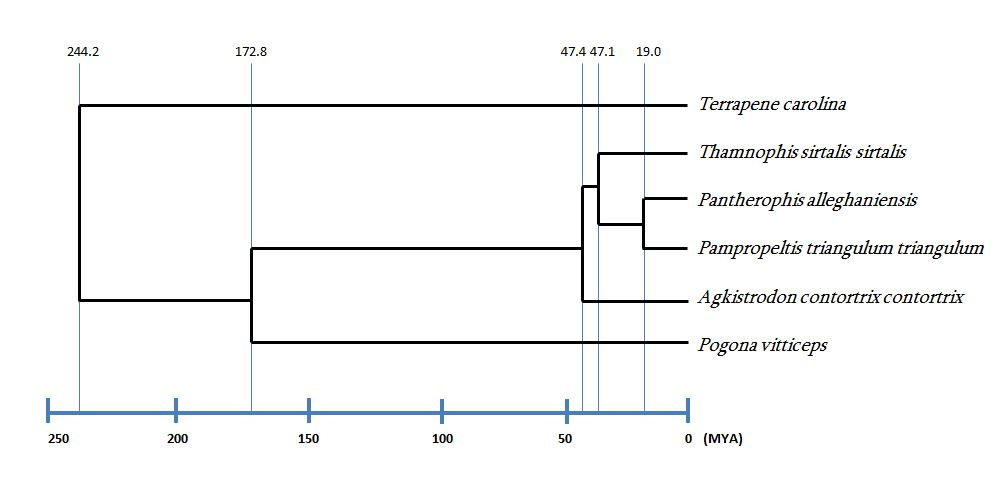 244.2 172.8 47.4 47.1 19.0
Terrapene carolina
Thamnophis sirtalis sirtalis
Pantherophis alleghaniensis
Pampropeltis triangulum triangulum
Agkistrodon contortrix contortrix
Pogona vitticeps
250 200 150 100 50 0 (MYA)